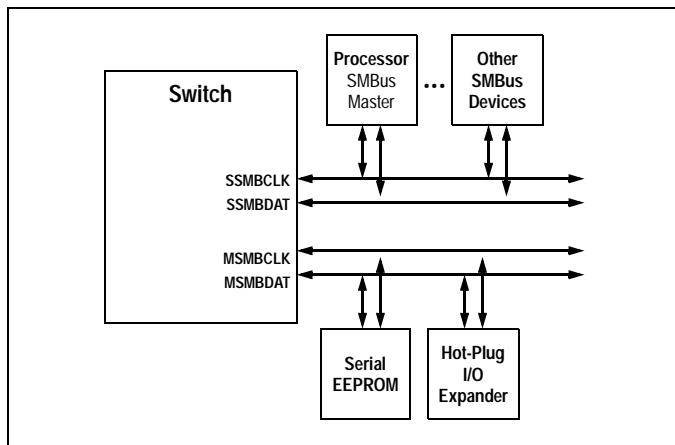 Switch
Processor
SMBus
Master
...
Other
SMBus
Devices
SSMBCLK
SSMBDAT
MSMBCLK
MSMBDAT
Serial
EEPROM
Hot-Plug
I/O
Expander